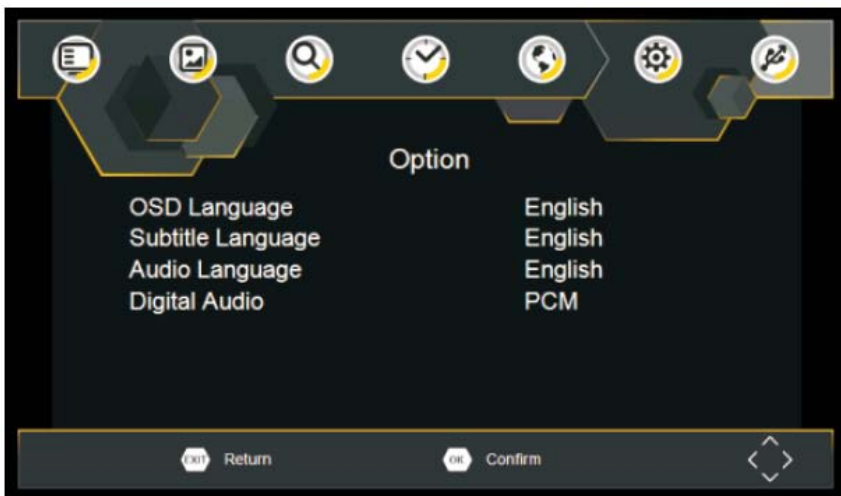 Option
OSD Language English
Subtitle Language English
Audio Language English
Digital Audio PCM
EXIT Return OK Confirm